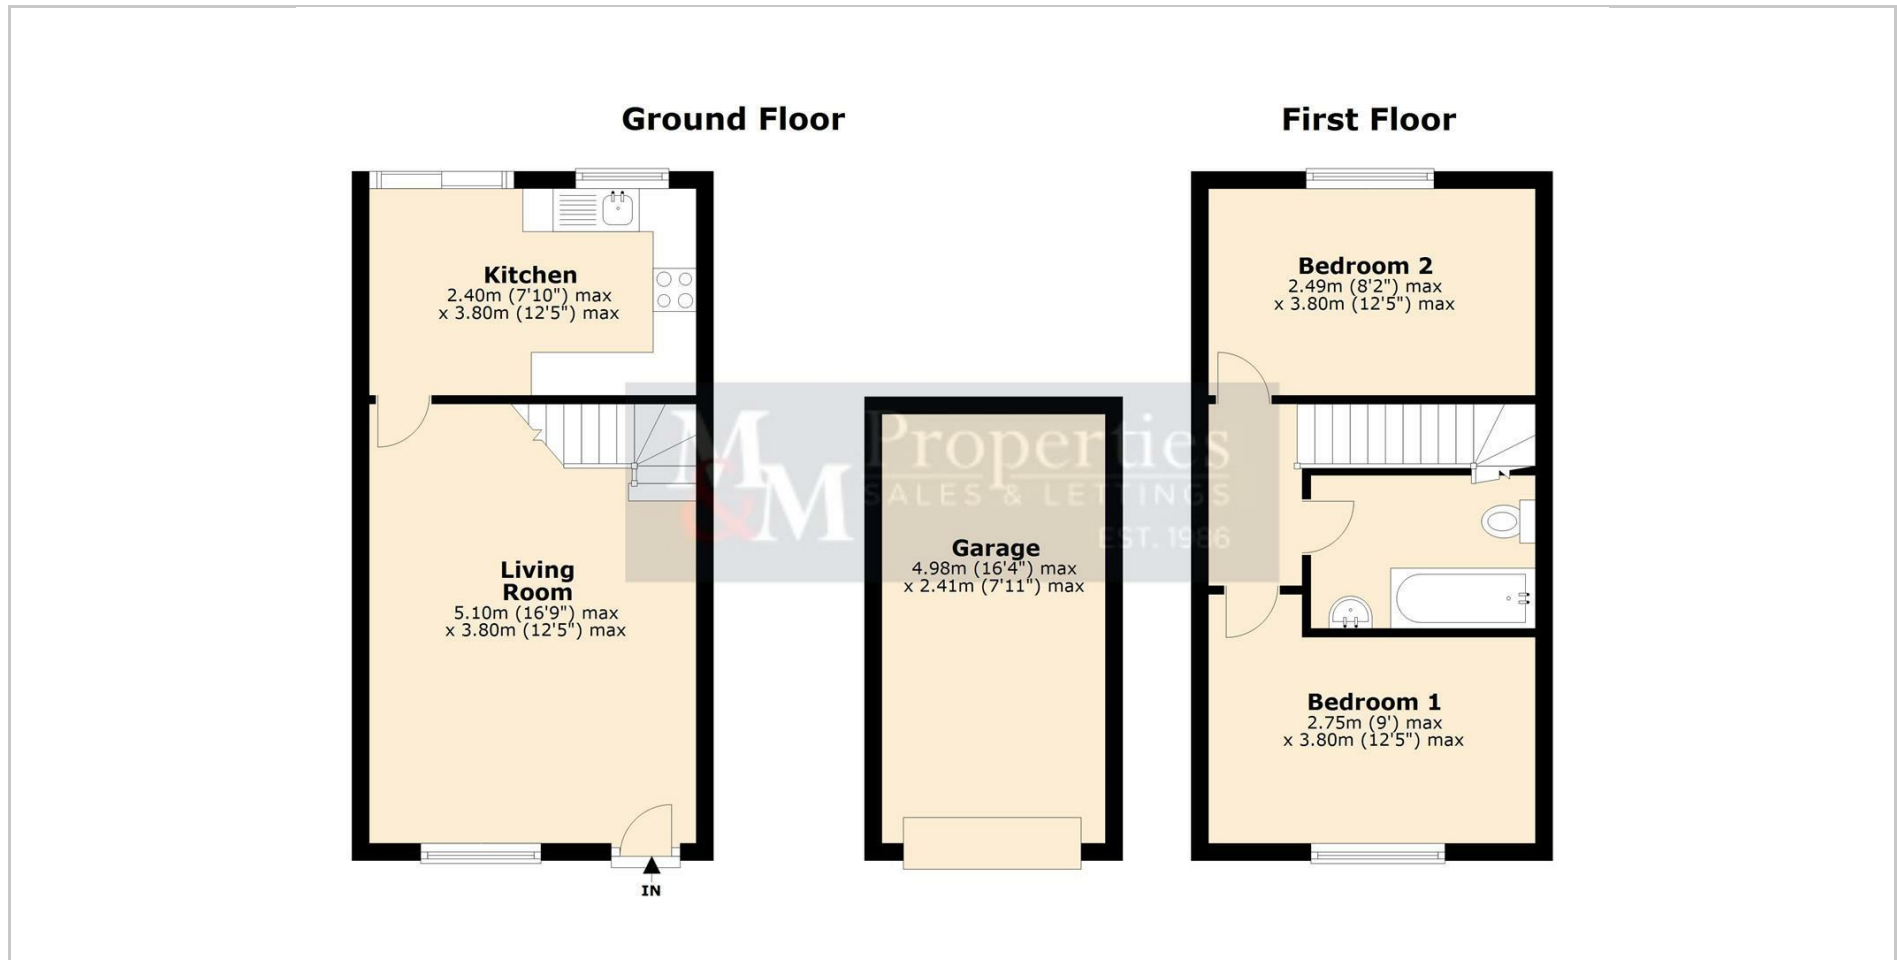 Ground Floor
First Floor
Kitchen
2.40m (7'10") max
x 3.80m (12'5") max
Bedroom 2
2.49m (8'2") max
x 3.80m (12'5") max
M&M Properties
SALES & LETTINGS
EST. 1986
Living
Room
5.10m (16'9") max
x 3.80m (12'5") max
Garage
4.98m (16'4") max
x 2.41m (7'11") max
Bedroom 1
2.75m (9') max
x 3.80m (12'5") max
IN